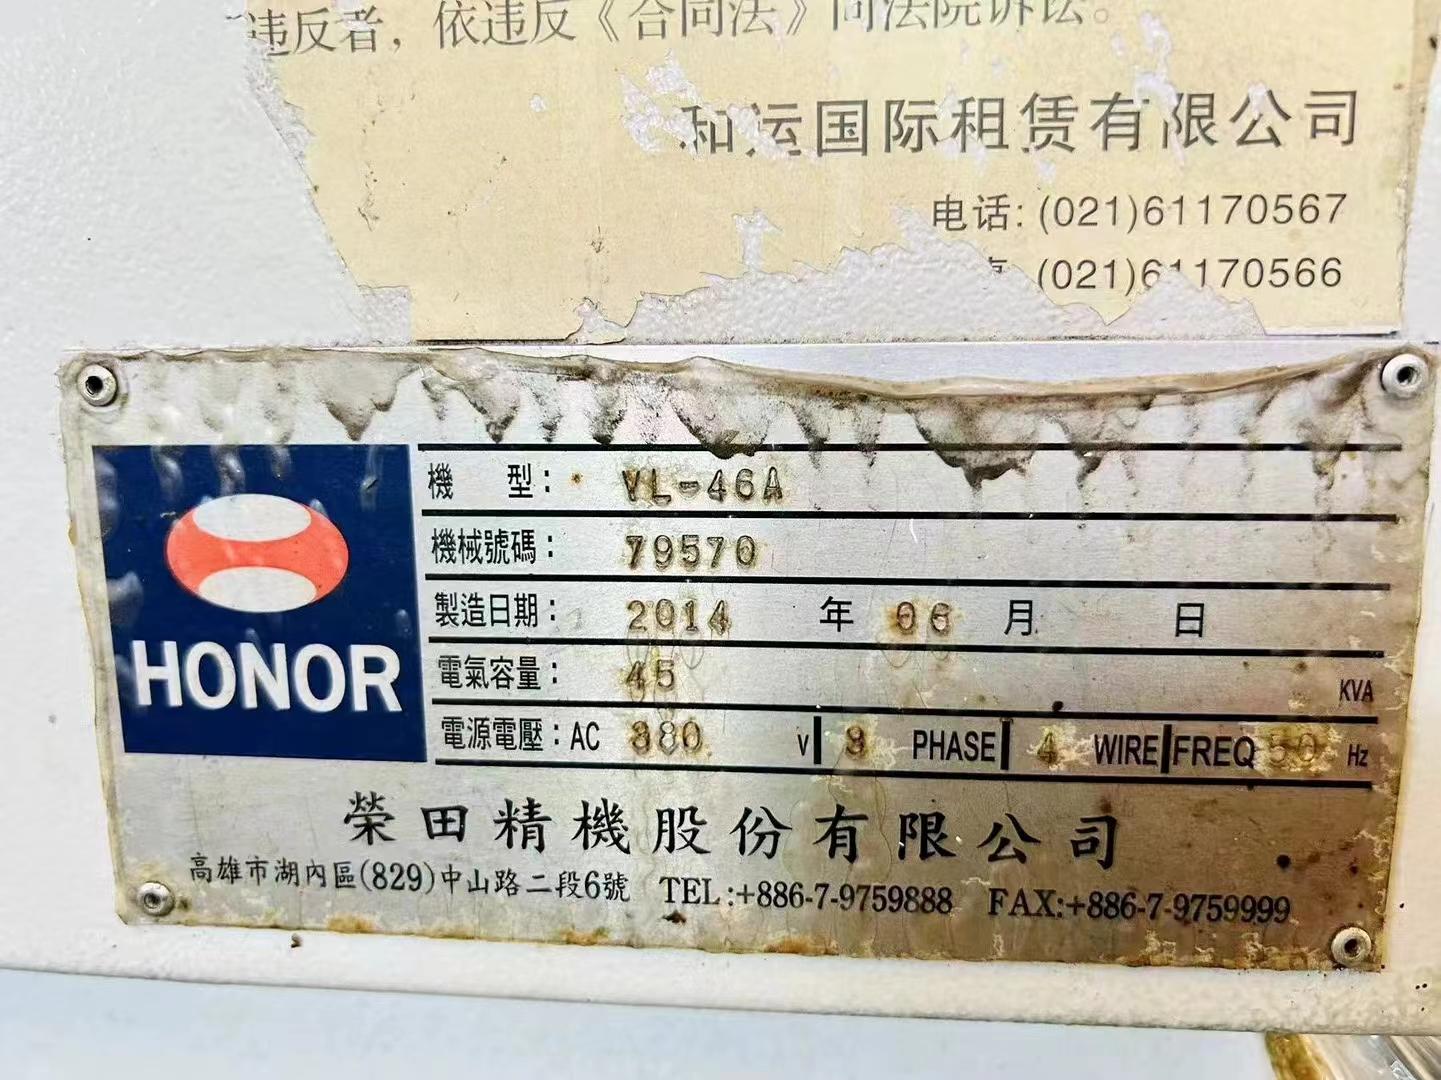 违反者，依违反《合同法》向法院诉讼。
和运国际租赁有限公司
电话: (021)61170567
(021)61170566
HONOR
機 型： VL-46A
機械號碼： 79570
製造日期： 2014 年 06 月 日
電氣容量： 45 KVA
電源電壓：AC 380 V 3 PHASE 4 WIRE FREQ 50 Hz
榮田精機股份有限公司
高雄市湖內區(829)中山路二段6號 TEL:+886-7-9759888 FAX:+886-7-9759999